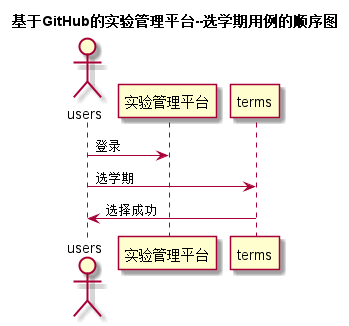 基于GitHub的实验管理平台--选学期用例的顺序图
users
实验管理平台
terms
登录
选学期
选择成功
users
实验管理平台
terms